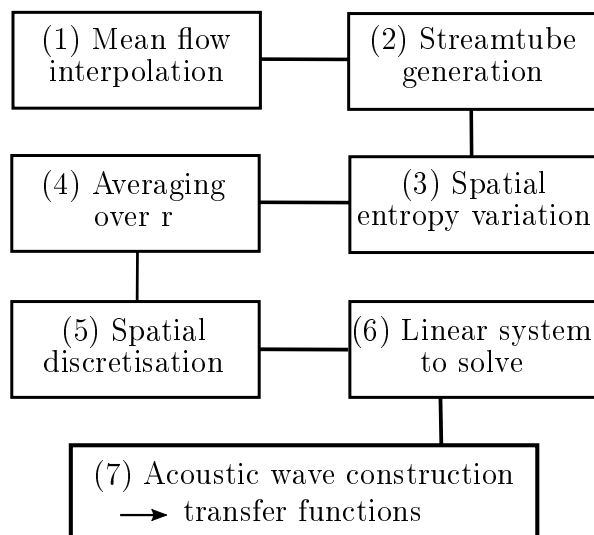 (1) Mean flow
interpolation
(2) Streamtube
generation
(3) Spatial
entropy variation
(4) Averaging
over r
(5) Spatial
discretisation
(6) Linear system
to solve
(7) Acoustic wave construction
→ transfer functions